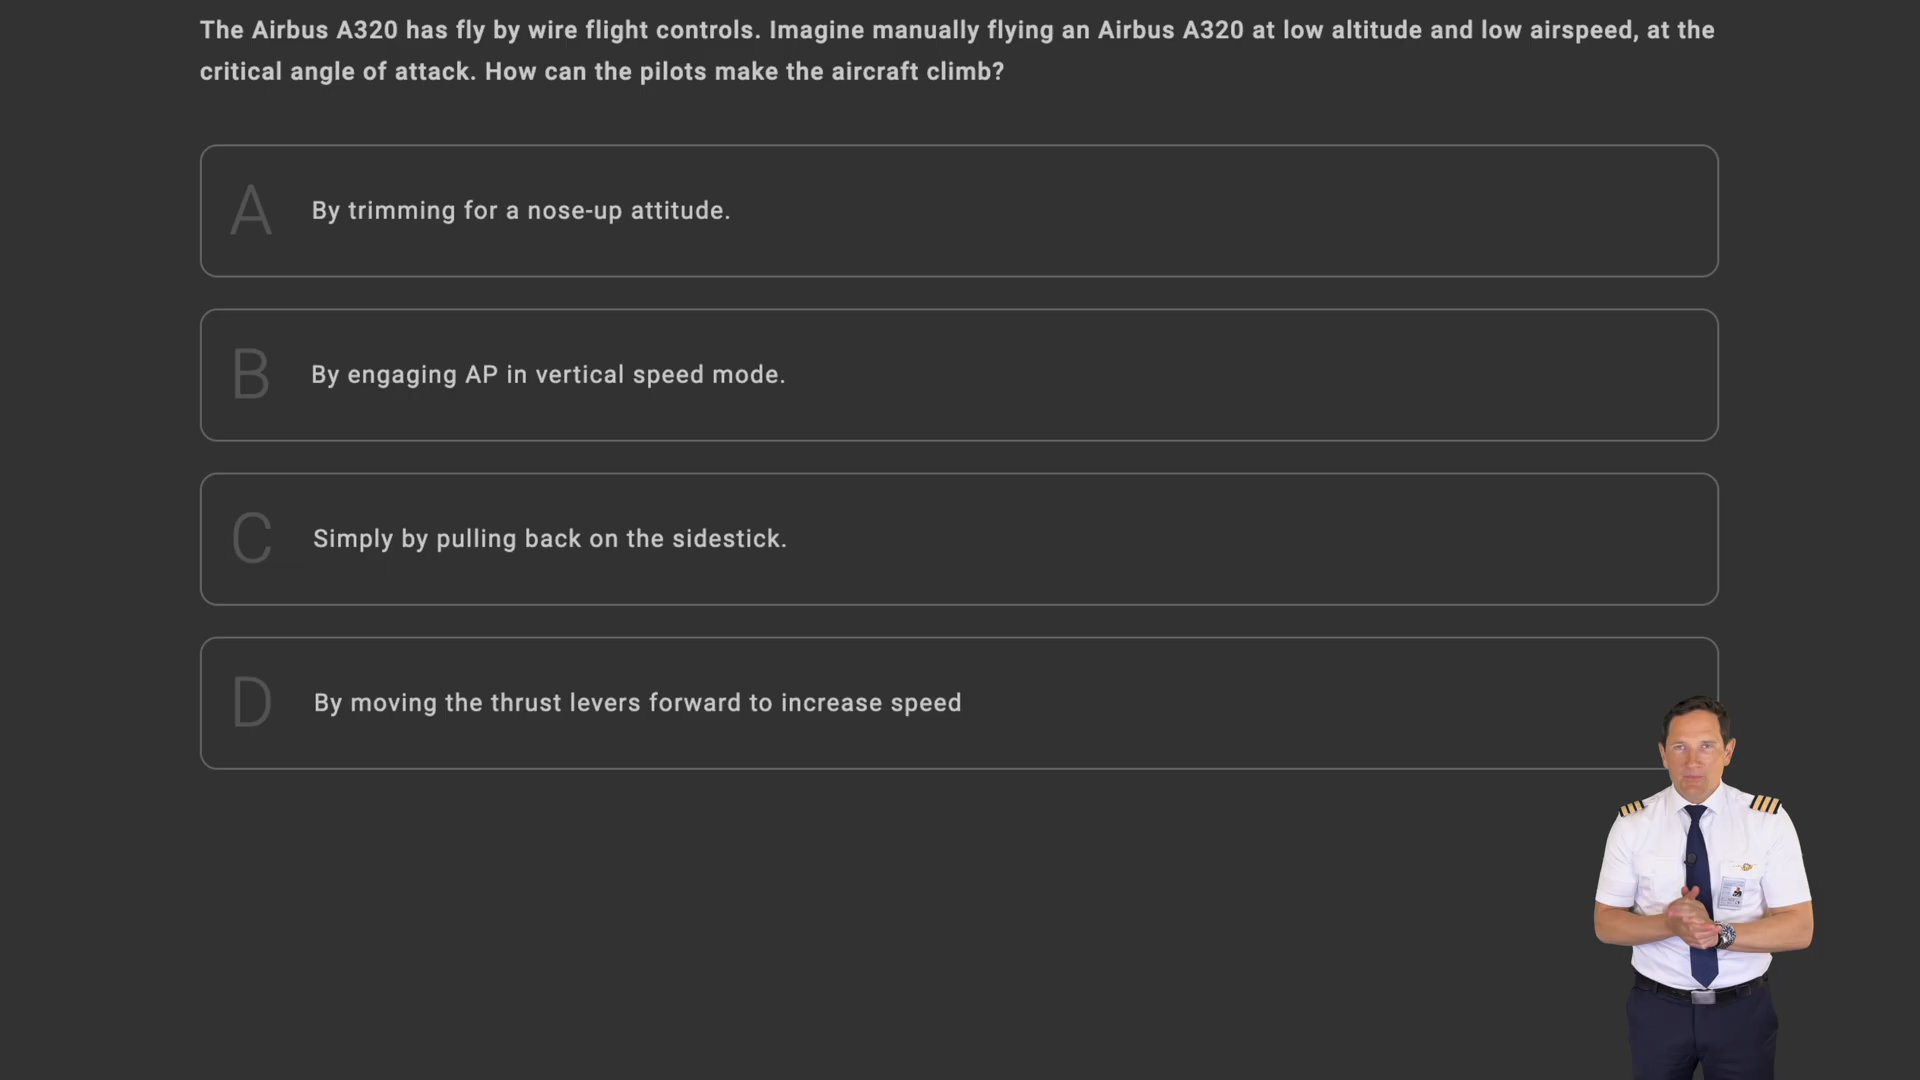 The Airbus A320 has fly by wire flight controls. Imagine manually flying an Airbus A320 at low altitude and low airspeed, at the
critical angle of attack. How can the pilots make the aircraft climb?
A
By trimming for a nose-up attitude.
B
By engaging AP in vertical speed mode.
C
Simply by pulling back on the sidestick.
D
By moving the thrust levers forward to increase speed